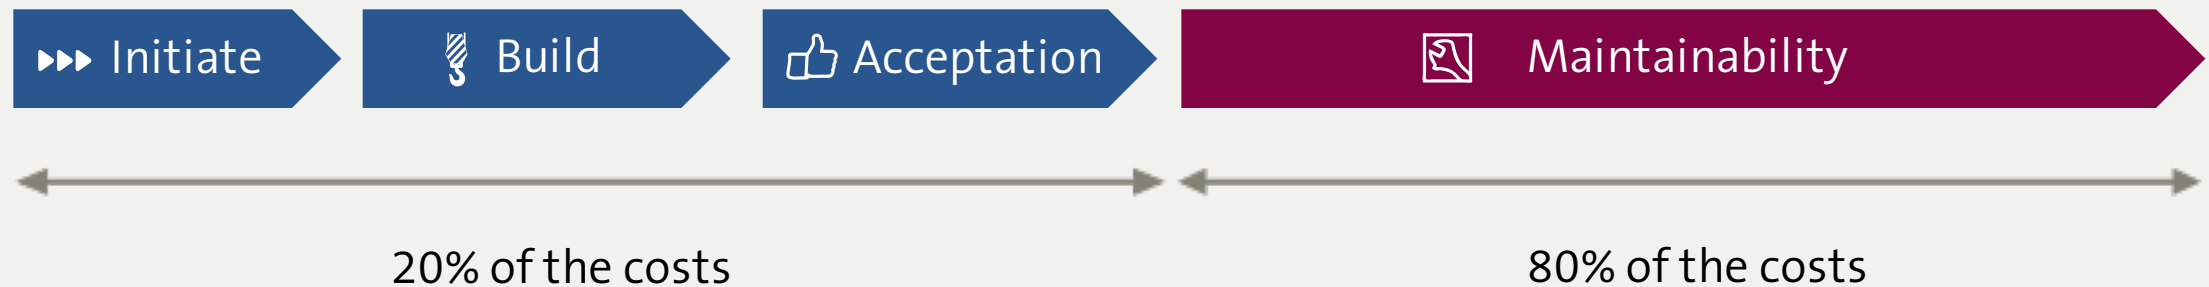 Initiate
Build
Acceptation
Maintainability
20% of the costs
80% of the costs